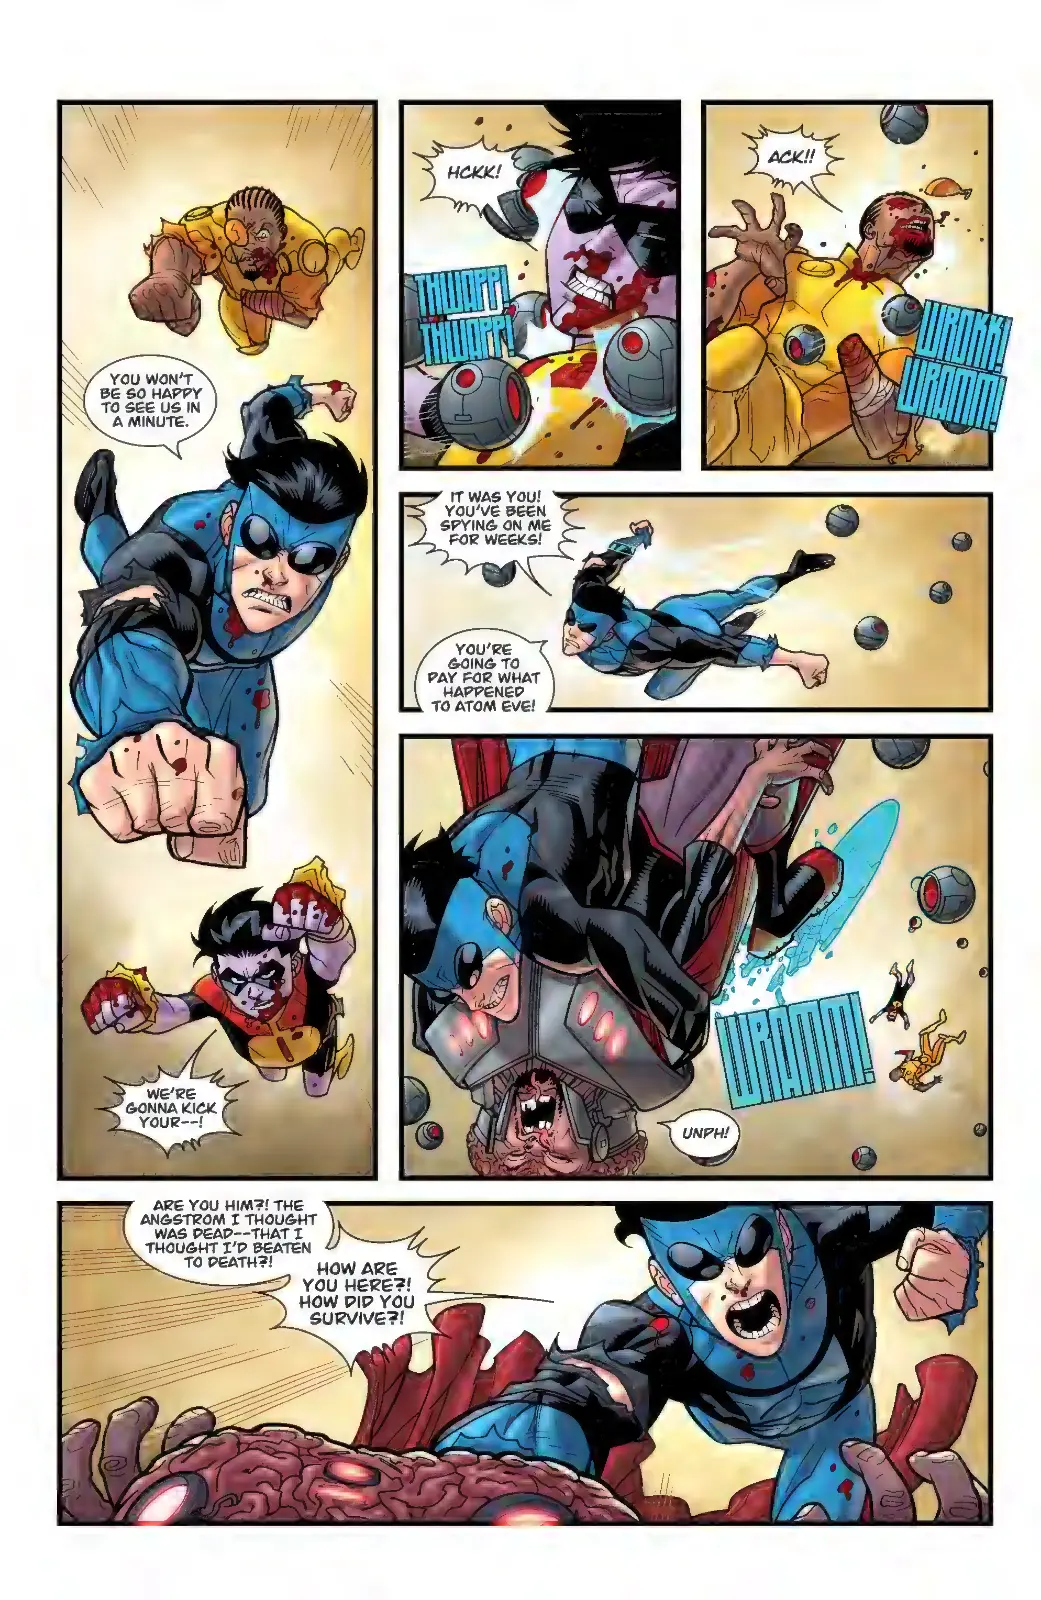 YOU WON'T
BE SO HAPPY
TO SEE US IN
A MINUTE.
WE'RE
GONNA KICK
YOUR--!
HCKK!
THWAPP!
THWAPP!
ACK!!
WROKK!
WRAMM!
IT WAS YOU!
YOU'VE BEEN
SPYING ON ME
FOR WEEKS!
YOU'RE
GOING TO
PAY FOR WHAT
HAPPENED
TO ATOM EVE!
WRAMM!
UNPH!
ARE YOU HIM?! THE
ANGSTROM I THOUGHT
WAS DEAD--THAT I
THOUGHT I'D BEATEN
TO DEATH?!
HOW ARE
YOU HERE?!
HOW DID YOU
SURVIVE?!